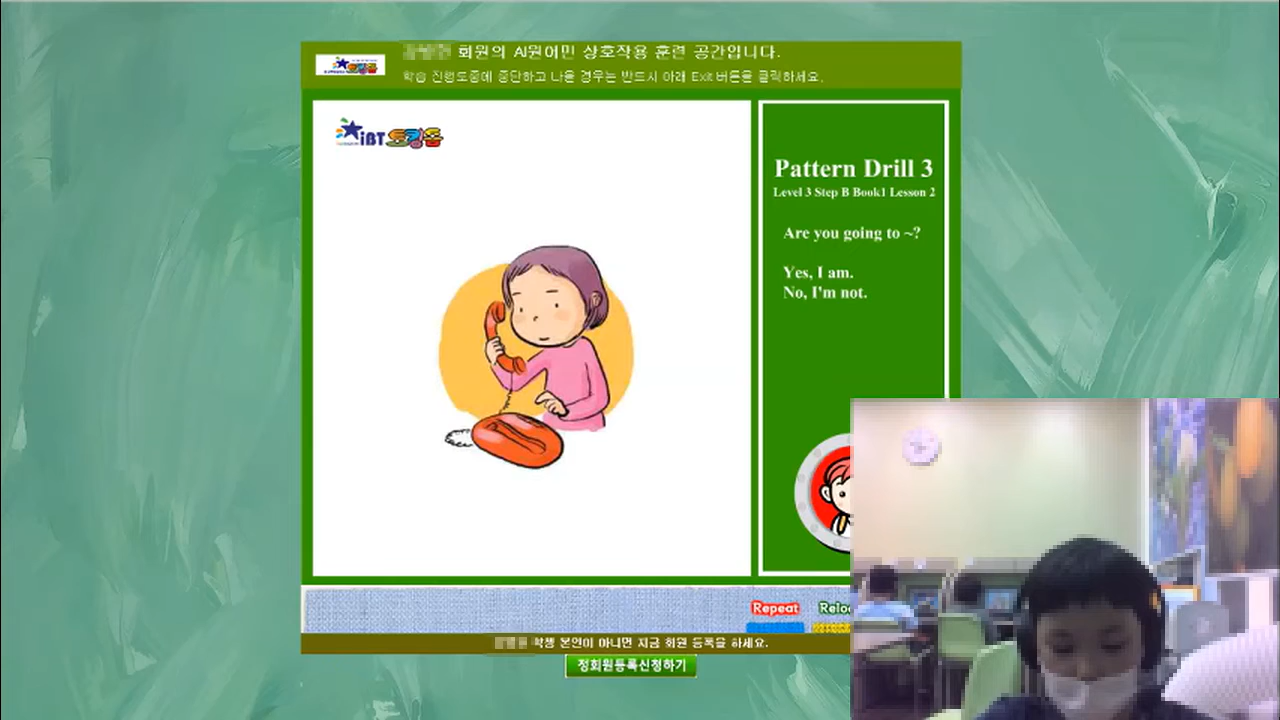 회원의 AI원어민 상호작용 훈련 공간입니다.
학습 진행도중에 중단하고 나올 경우는 반드시 아래 Exit 버튼을 클릭하세요.
iBT 토킹톰
Pattern Drill 3
Level 3 Step B Book1 Lesson 2
Are you going to ~?
Yes, I am.
No, I'm not.
Repeat
학생 본인이 아니면 지금 회원 등록을 하세요.
정회원등록신청하기